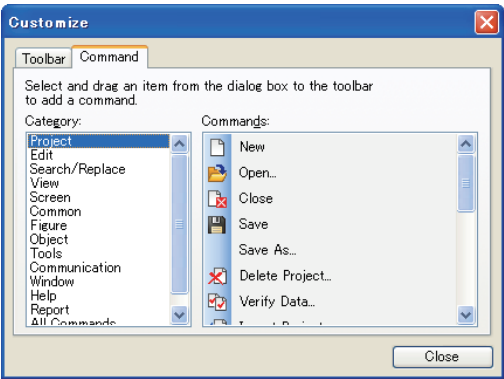 Customize
Toolbar
Command
Select and drag an item from the dialog box to the toolbar
to add a command.
Category:
Project
Edit
Search/Replace
View
Screen
Common
Figure
Object
Tools
Communication
Window
Help
Report
All Commands
Commands:
New
Open...
Close
Save
Save As...
Delete Project...
Verify Data...
Close